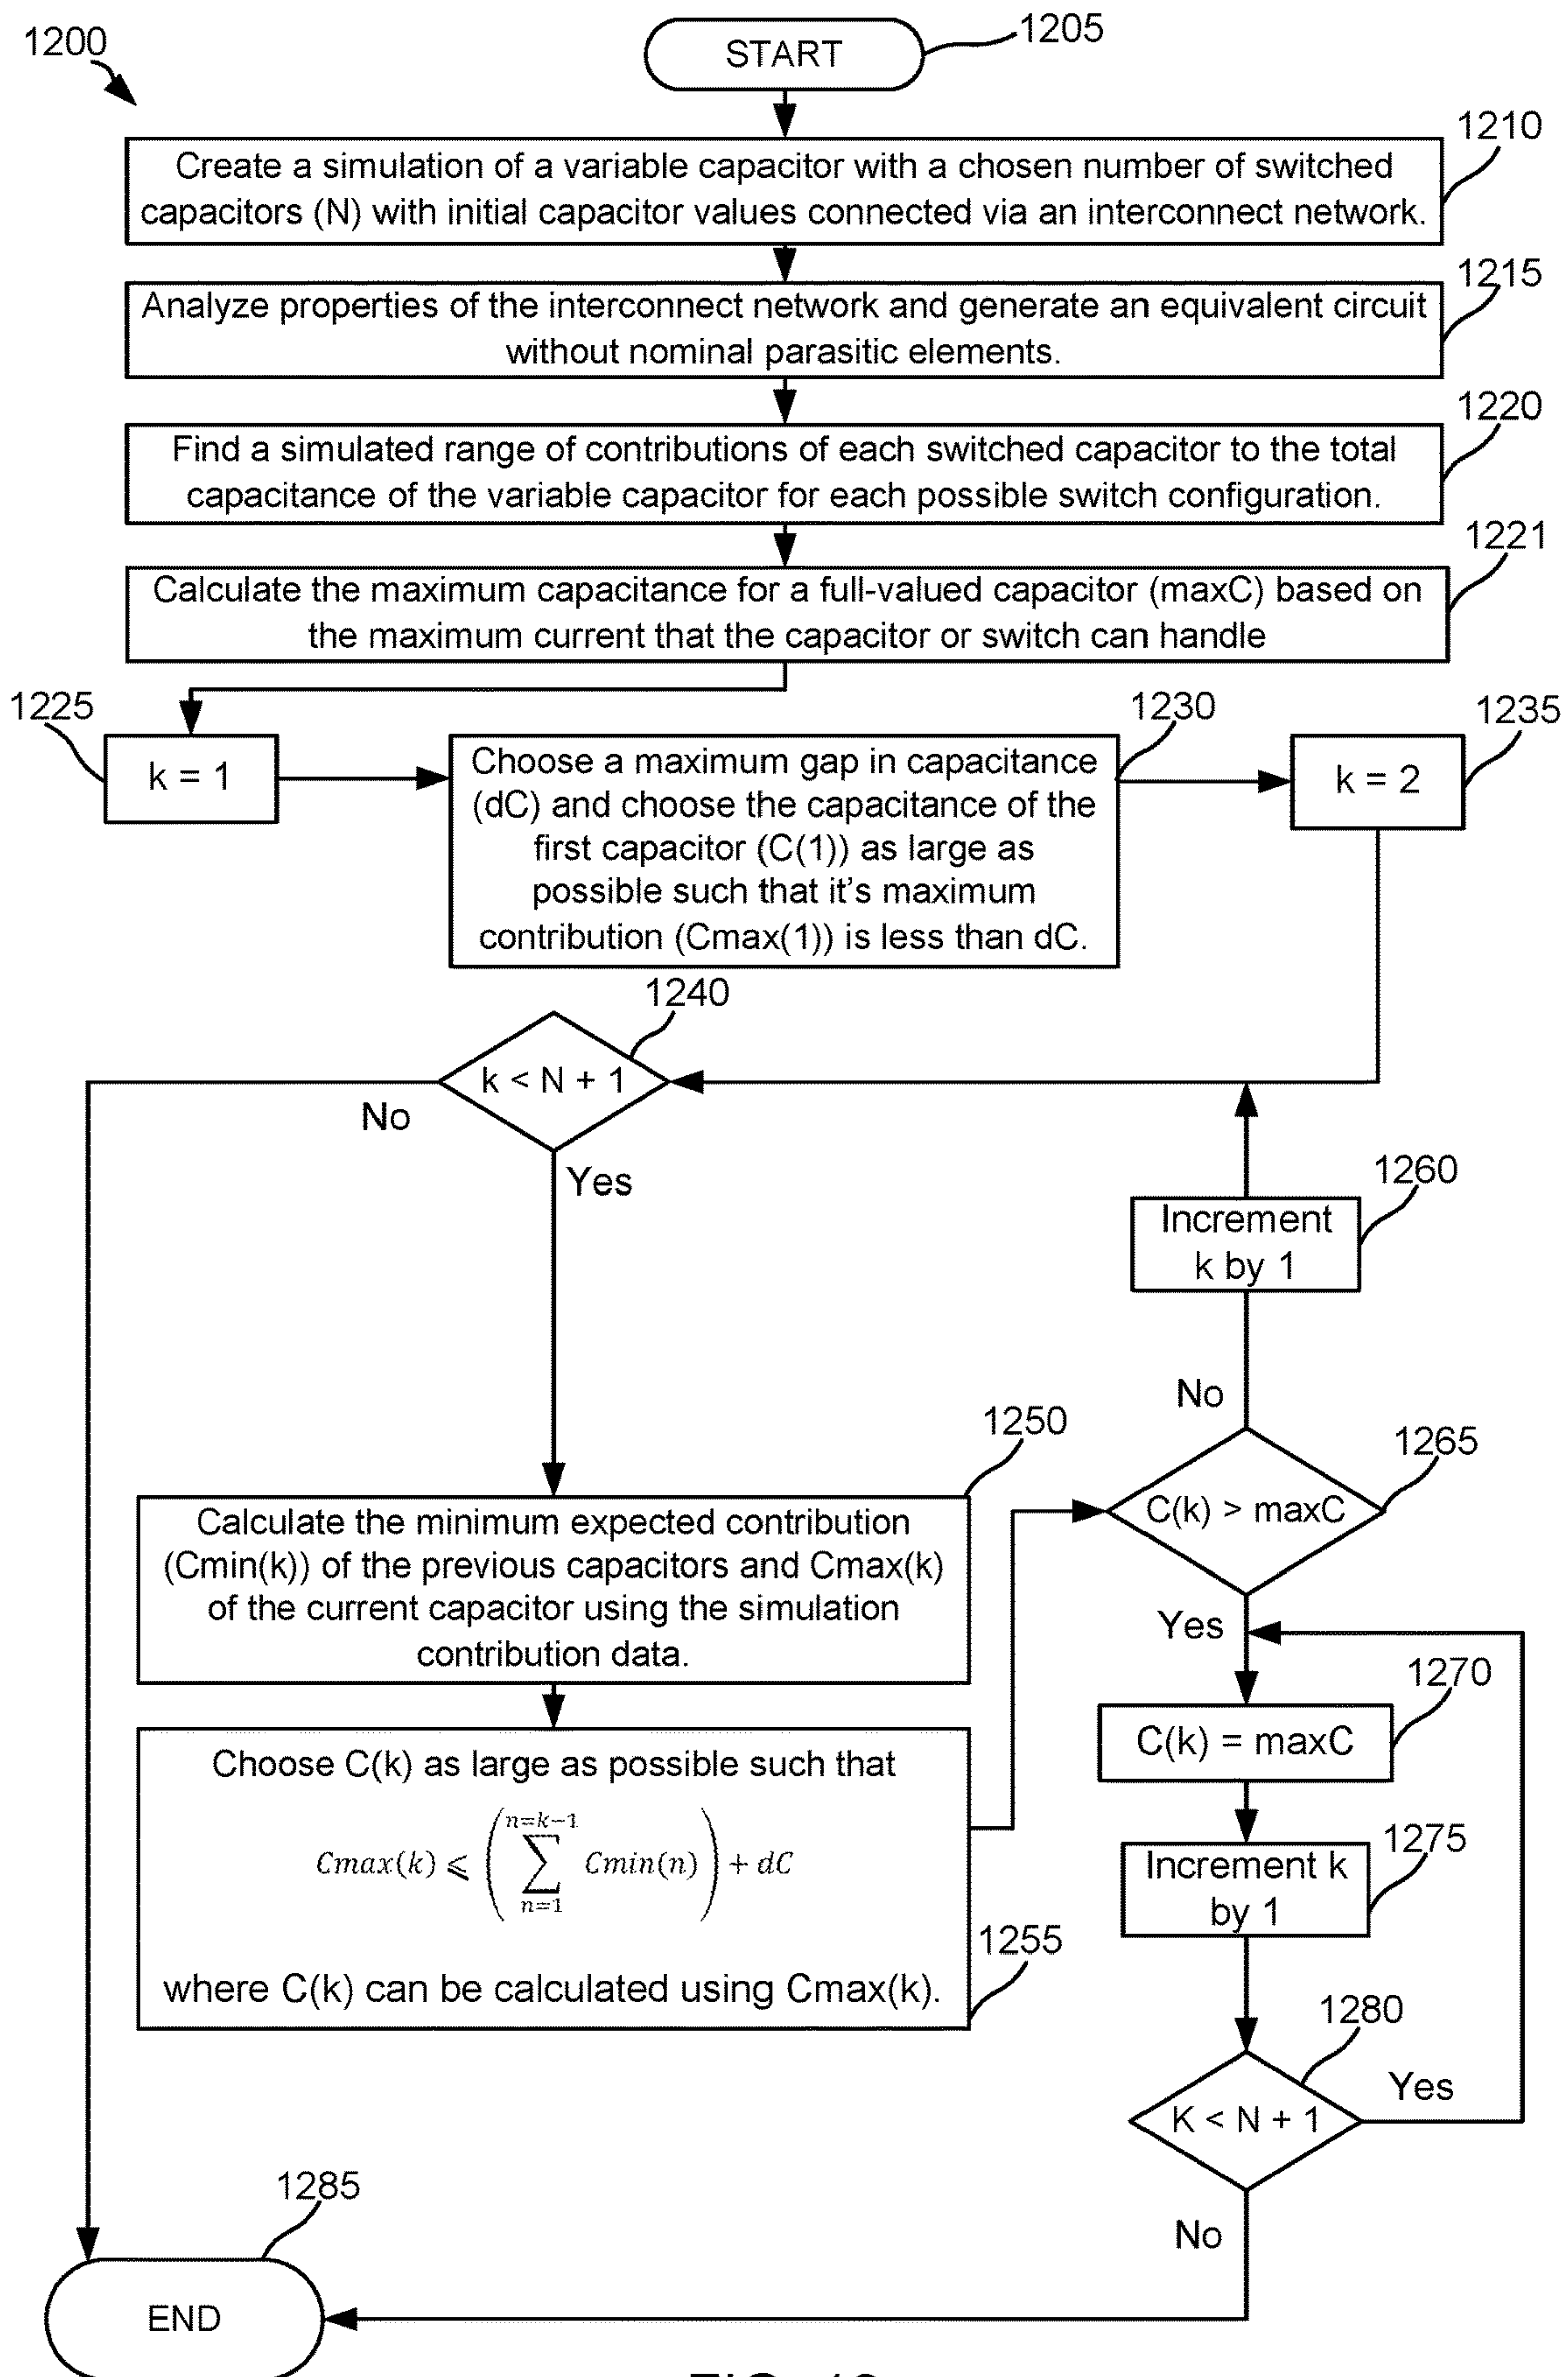 1200
START
1205
1210
Create a simulation of a variable capacitor with a chosen number of switched
capacitors (N) with initial capacitor values connected via an interconnect network.
1215
Analyze properties of the interconnect network and generate an equivalent circuit
without nominal parasitic elements.
1220
Find a simulated range of contributions of each switched capacitor to the total
capacitance of the variable capacitor for each possible switch configuration.
1221
Calculate the maximum capacitance for a full-valued capacitor (maxC) based on
the maximum current that the capacitor or switch can handle
1225
k = 1
1230
Choose a maximum gap in capacitance
(dC) and choose the capacitance of the
first capacitor (C(1)) as large as
possible such that it's maximum
contribution (Cmax(1)) is less than dC.
1235
k = 2
1240
k < N + 1
No
Yes
1260
Increment
k by 1
No
1250
Calculate the minimum expected contribution
(Cmin(k)) of the previous capacitors and Cmax(k)
of the current capacitor using the simulation
contribution data.
1265
C(k) > maxC
Yes
1270
C(k) = maxC
Choose C(k) as large as possible such that
Cmax(k) ⩽ ( n=k−1 ∑ n=1 Cmin(n) ) + dC
where C(k) can be calculated using Cmax(k).
1255
1275
Increment k
by 1
1280
K < N + 1
Yes
No
1285
END